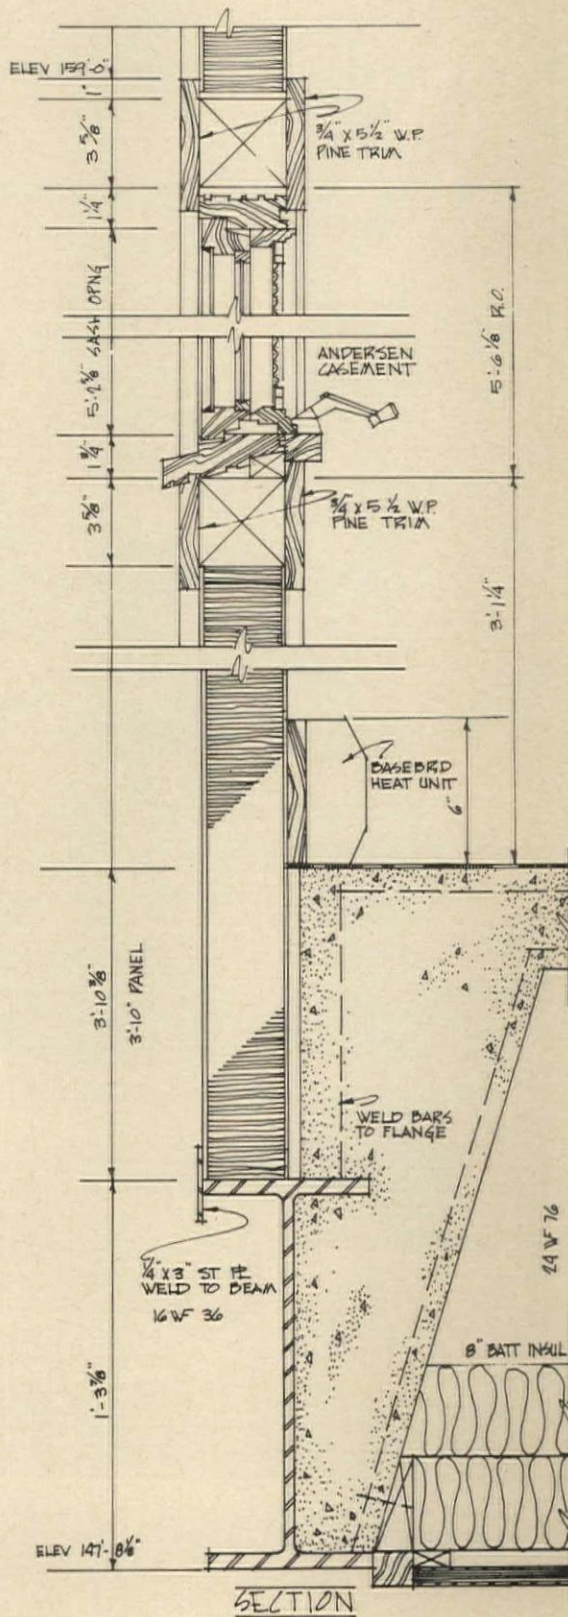 ELEV 159'-0"
1"
3 5/8"
3/4" X 5 1/2" W.P.
PINE TRIM
1 1/4"
5'-2 3/8" SASH OPNG
5'-6 1/8" R.O.
ANDERSEN
CASEMENT
1 3/4"
3 5/8"
3/4 X 5 1/2 W.P.
PINE TRIM
3'-1 1/4"
BASEBRD
HEAT UNIT
6"
3'-10 3/8"
3'-10" PANEL
WELD BARS
TO FLANGE
1/4" X 3" ST PL
WELD TO BEAM
16 WF 36
24 WF 76
8" BATT INSUL
1'-3 7/8"
ELEV 147'-8 1/8"
SECTION